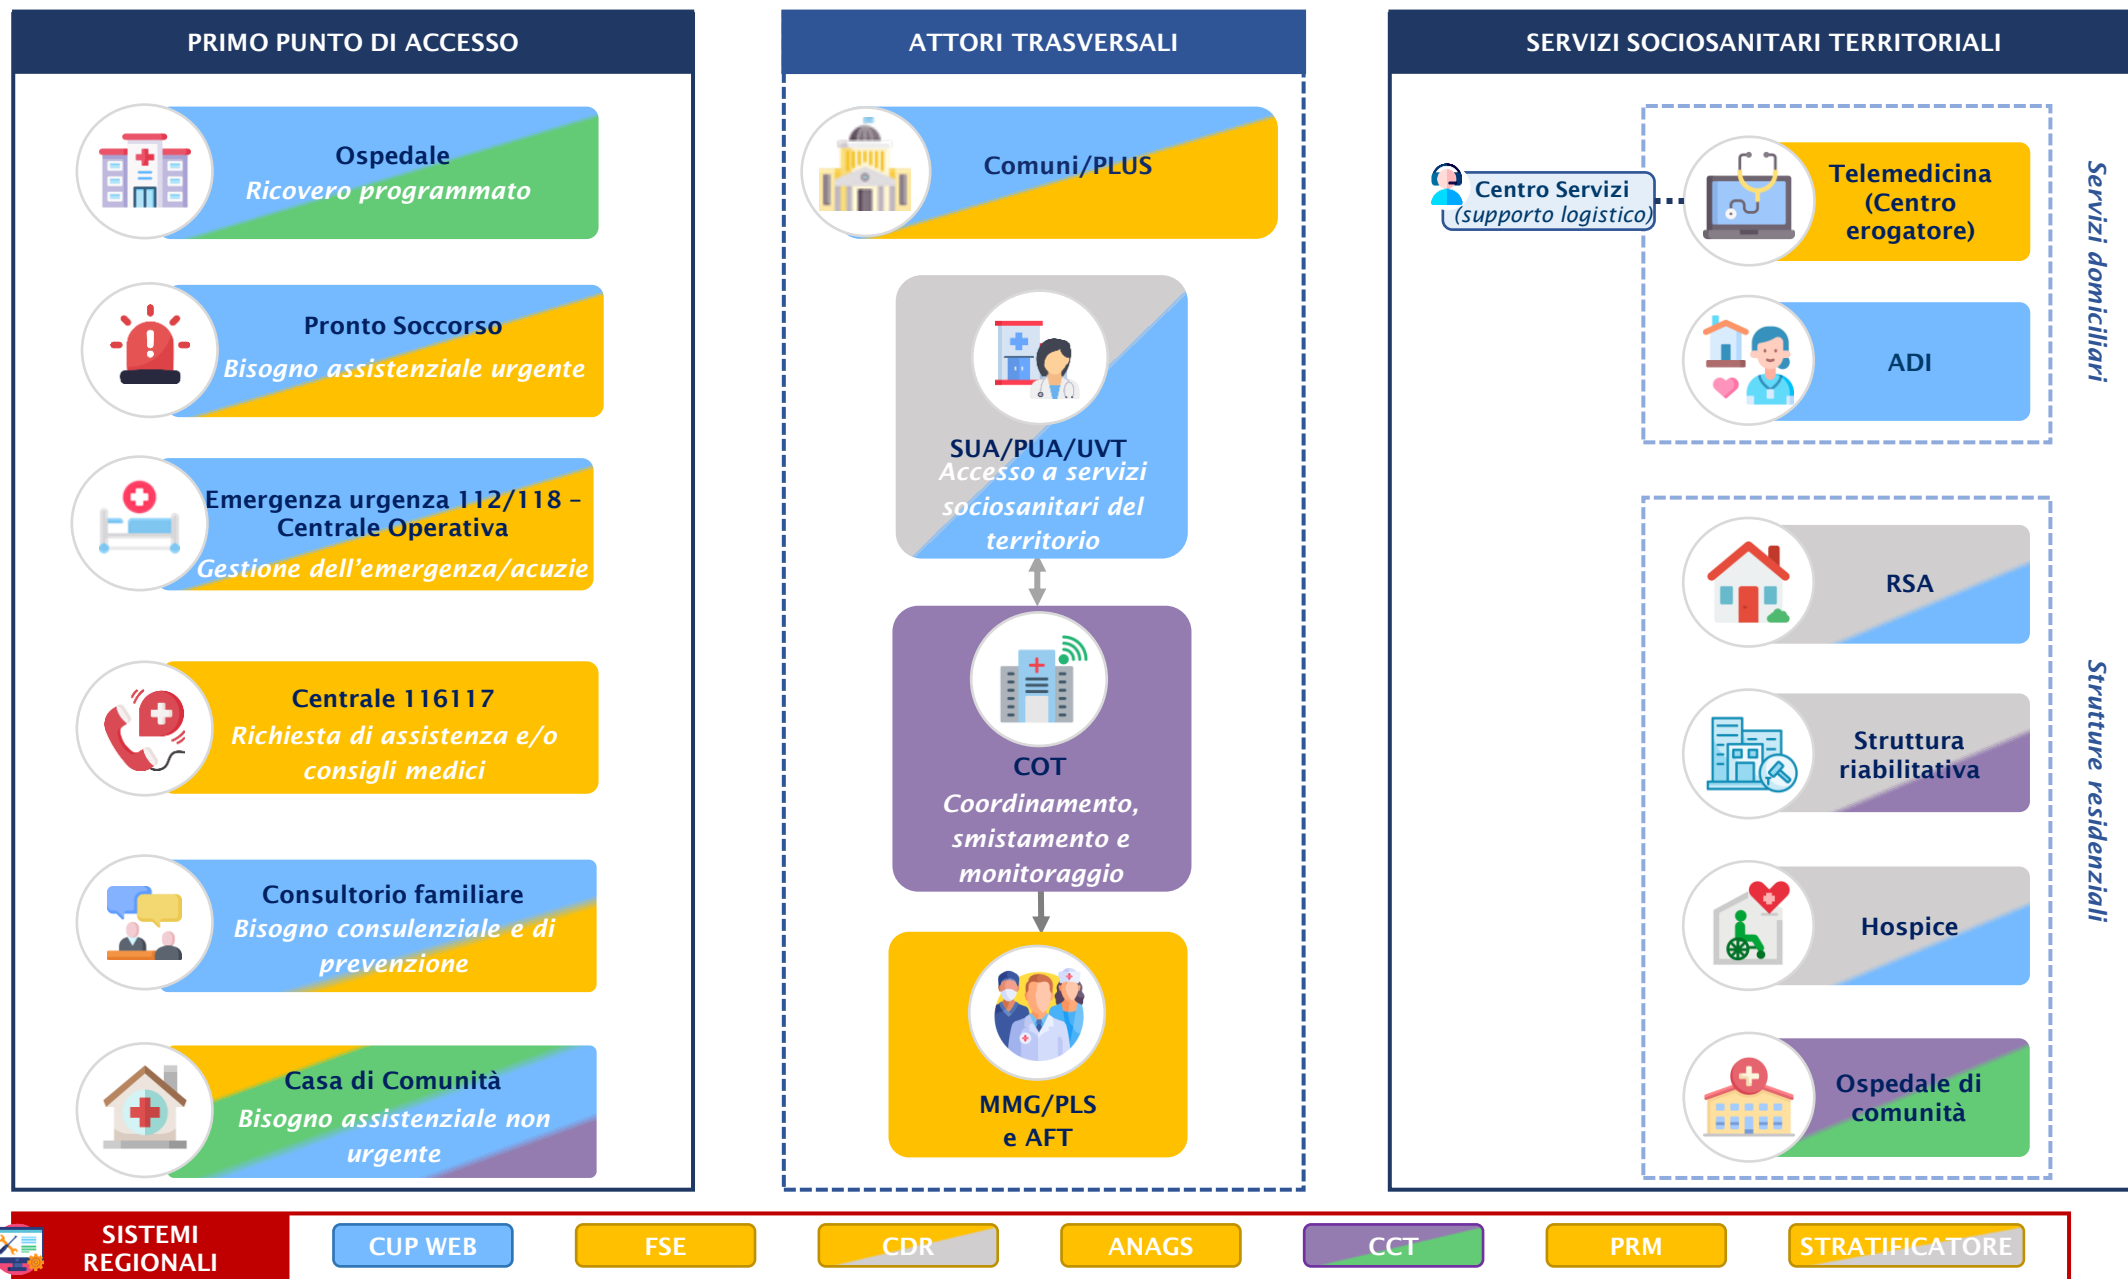 PRIMO PUNTO DI ACCESSO
Ospedale
Ricovero programmato
Pronto Soccorso
Bisogno assistenziale urgente
Emergenza urgenza 112/118 –
Centrale Operativa
Gestione dell’emergenza/acuzie
Centrale 116117
Richiesta di assistenza e/o
consigli medici
Consultorio familiare
Bisogno consulenziale e di
prevenzione
Casa di Comunità
Bisogno assistenziale non
urgente
ATTORI TRASVERSALI
Comuni/PLUS
SUA/PUA/UVT
Accesso a servizi
sociosanitari del
territorio
COT
Coordinamento,
smistamento e
monitoraggio
MMG/PLS
e AFT
SERVIZI SOCIOSANITARI TERRITORIALI
Centro Servizi
(supporto logistico)
Telemedicina
(Centro
erogatore)
ADI
Servizi domiciliari
RSA
Struttura
riabilitativa
Hospice
Ospedale di
comunità
Strutture residenziali
SISTEMI
REGIONALI
CUP WEB
FSE
CDR
ANAGS
CCT
PRM
STRATIFICATORE